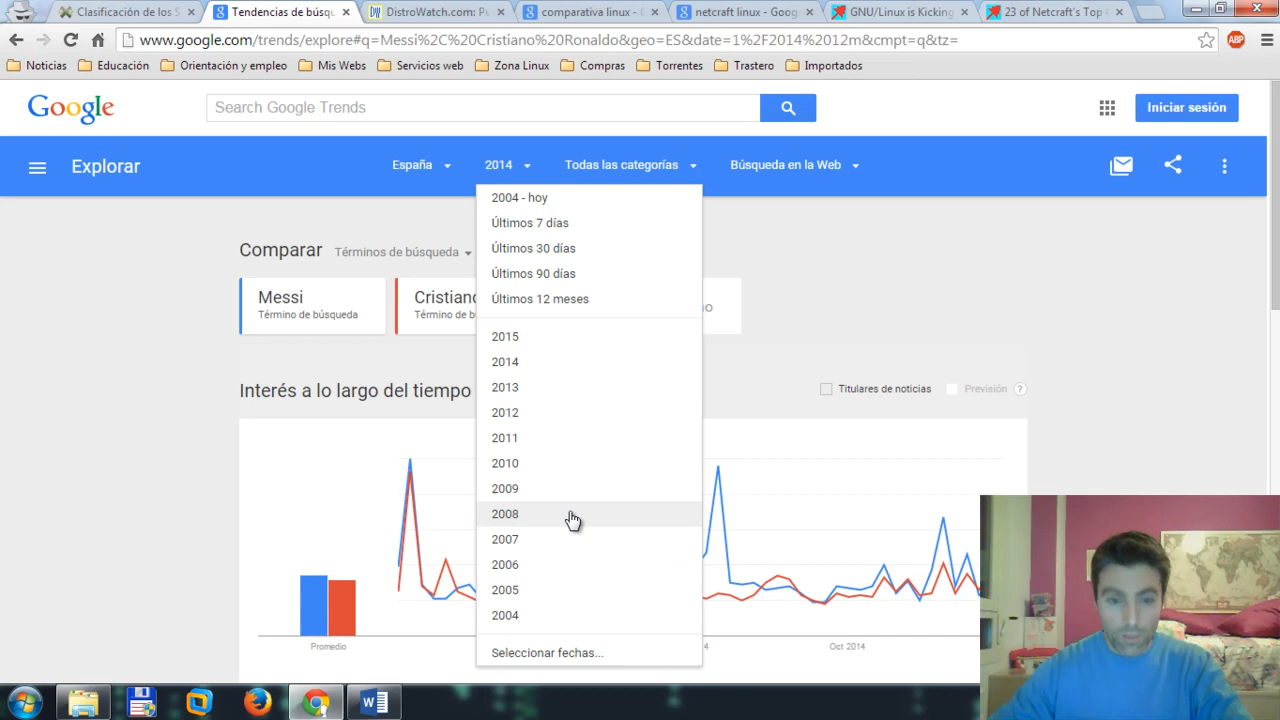 Clasificación de los S
Tendencias de búsqu
DistroWatch.com: Pu
comparativa linux - G
netcraft linux - Goog
GNU/Linux is Kicking
23 of Netcraft's Top
www.google.com/trends/explore#q=Messi%2C%20Cristiano%20Ronaldo&geo=ES&date=1%2F2014%2012m&cmpt=q&tz=
ABP
Noticias
Educación
Orientación y empleo
Mis Webs
Servicios web
Zona Linux
Compras
Torrentes
Trastero
Importados
Google
Search Google Trends
Iniciar sesión
Explorar
España
2014
Todas las categorías
Búsqueda en la Web
2004 - hoy
Últimos 7 días
Últimos 30 días
Últimos 90 días
Últimos 12 meses
2015
2014
2013
2012
2011
2010
2009
2008
2007
2006
2005
2004
Seleccionar fechas...
Comparar
Términos de búsqueda
Messi
Término de búsqueda
Cristiano
Término de b
Interés a lo largo del tiempo
Titulares de noticias
Previsión
?
Promedio
Oct 2014